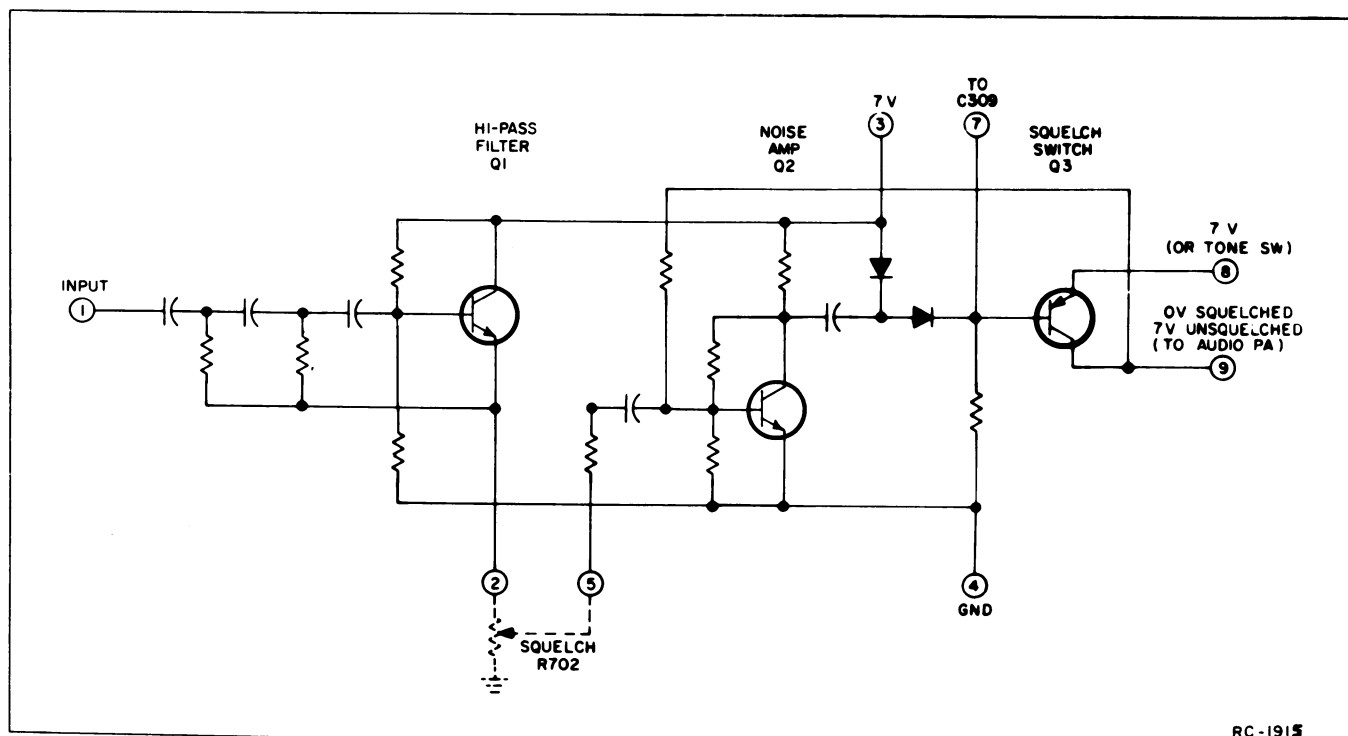 HI-PASS
FILTER
Q1
NOISE
AMP
Q2
7 V
3
TO
C309
7
SQUELCH
SWITCH
Q3
INPUT
1
7 V
(OR TONE SW)
8
0V SQUELCHED
7V UNSQUELCHED
(TO AUDIO PA)
9
2
5
4
GND
SQUELCH
R702
RC-1915